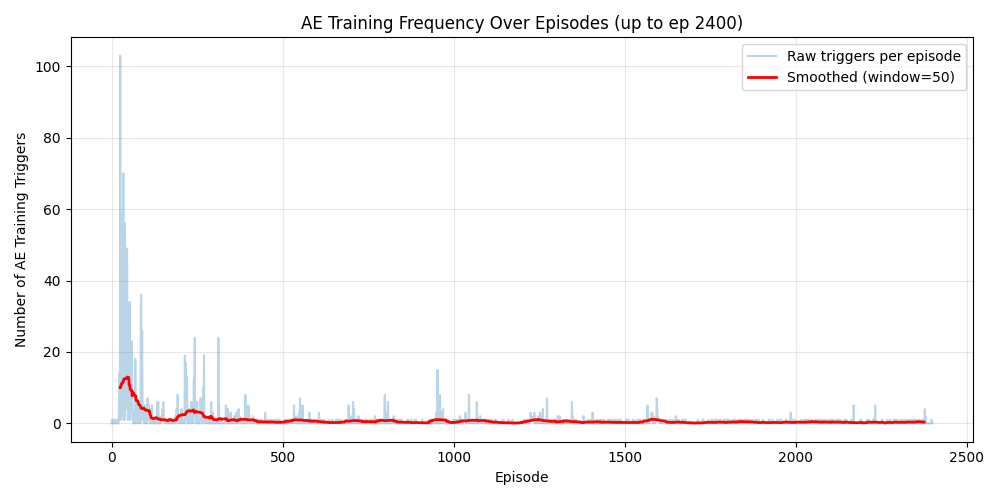 AE Training Frequency Over Episodes (up to ep 2400)
Raw triggers per episode
Smoothed (window=50)
Number of AE Training Triggers
100
80
60
40
20
0
0 500 1000 1500 2000 2500
Episode